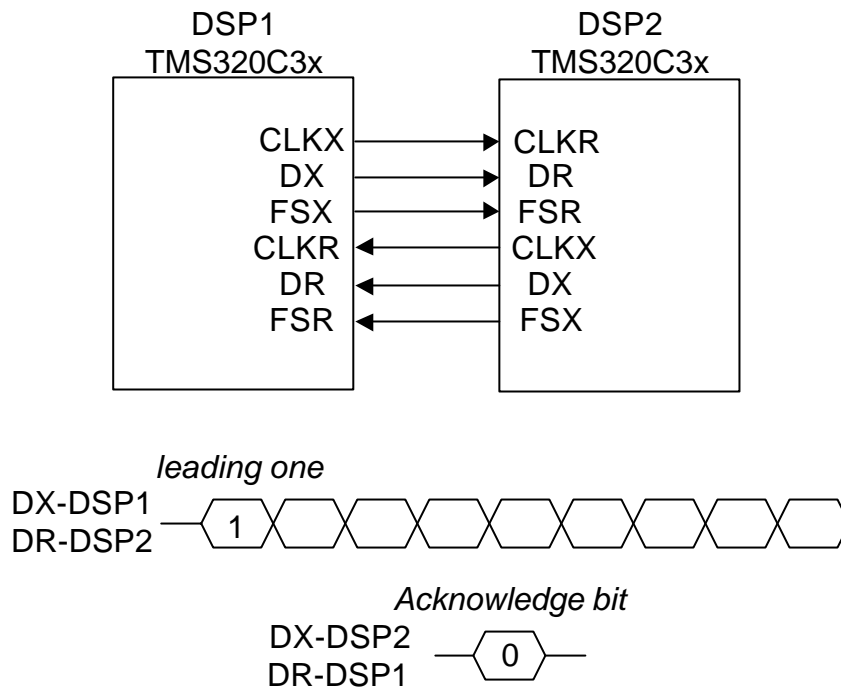 DSP1 DSP2
TMS320C3x TMS320C3x
CLKX CLKR
DX DR
FSX FSR
CLKR CLKX
DR DX
FSR FSX
leading one
DX-DSP1
DR-DSP2
1
Acknowledge bit
DX-DSP2
DR-DSP1
0